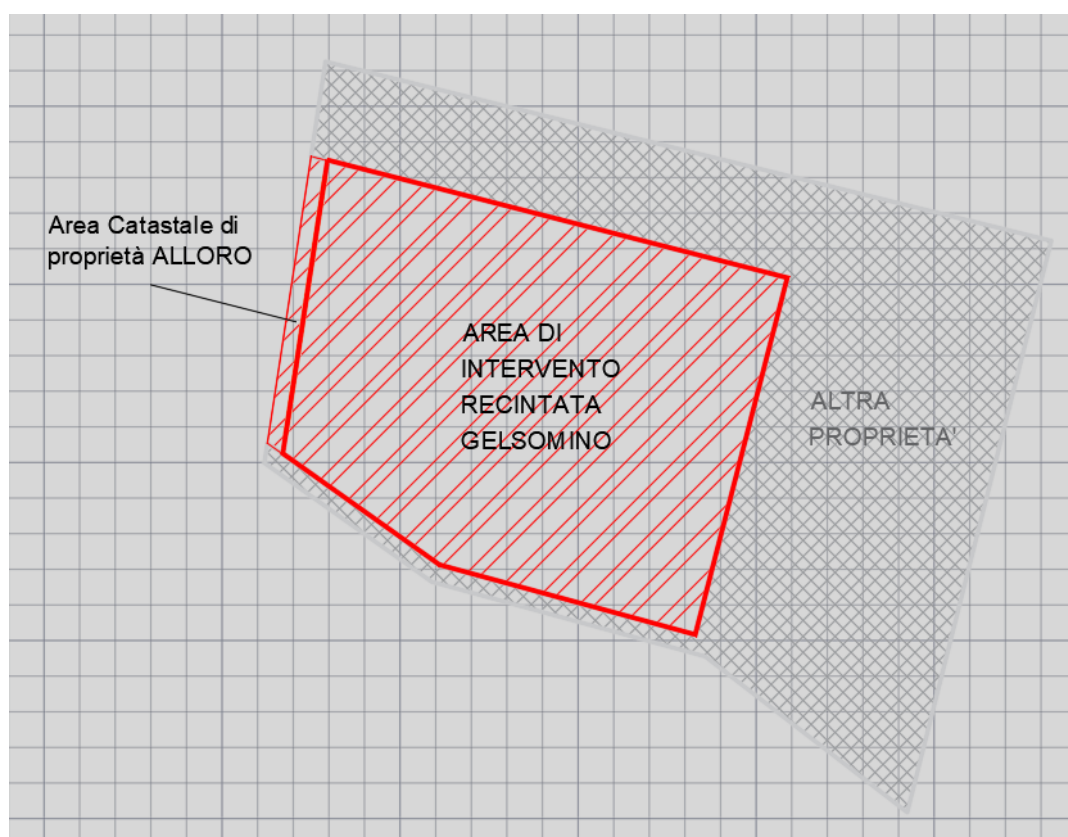 Area Catastale di
proprietà ALLORO
AREA DI
INTERVENTO
RECINTATA
GELSOMINO
ALTRA
PROPRIETA'